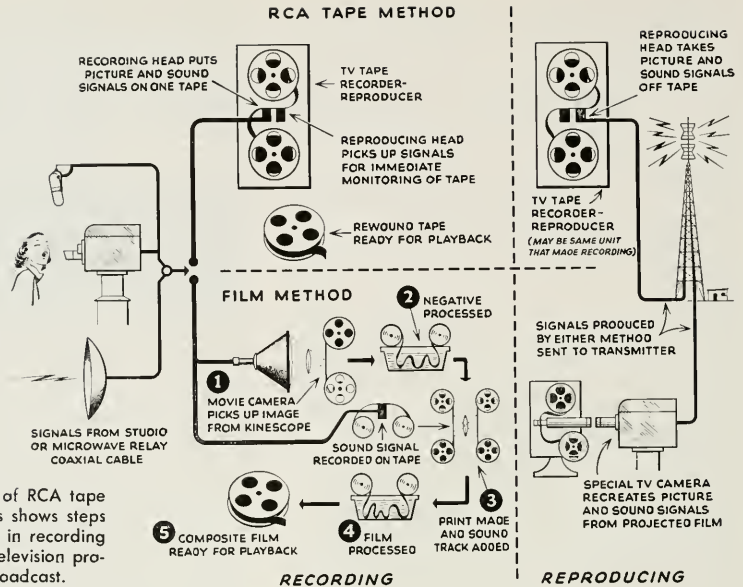 RCA TAPE METHOD
RECORDING HEAD PUTS
PICTURE AND SOUND
SIGNALS ON ONE TAPE
TV TAPE
RECORDER-
REPRODUCER
REPRODUCING HEAD
PICKS UP SIGNALS
FOR IMMEDIATE
MONITORING OF TAPE
REWOUND TAPE
READY FOR PLAYBACK
REPRODUCING
HEAD TAKES
PICTURE AND
SOUND SIGNALS
OFF TAPE
TV TAPE
RECORDER-
REPRODUCER
(MAY BE SAME UNIT
THAT MADE RECORDING)
SIGNALS PRODUCED
BY EITHER METHOD
SENT TO TRANSMITTER
FILM METHOD
1
MOVIE CAMERA
PICKS UP IMAGE
FROM KINESCOPE
2 NEGATIVE
PROCESSED
SOUND SIGNAL
RECORDED ON TAPE
3
PRINT MADE
AND SOUND
TRACK ADDED
4 FILM
PROCESSED
5 COMPOSITE FILM
READY FOR PLAYBACK
SIGNALS FROM STUDIO
OR MICROWAVE RELAY
COAXIAL CABLE
SPECIAL TV CAMERA
RECREATES PICTURE
AND SOUND SIGNALS
FROM PROJECTED FILM
of RCA tape
s shows steps
in recording
elevision pro-
oadcast.
RECORDING
REPRODUCING